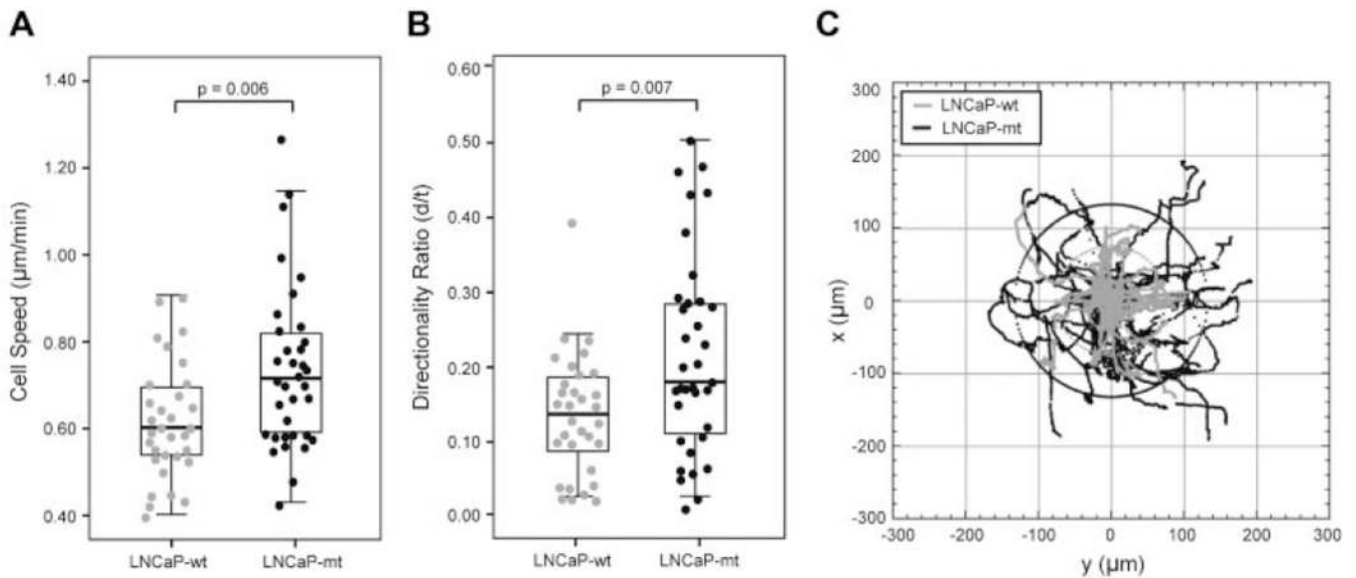 A
B
C
Cell Speed (μm/min)
1.40
1.20
1.00
0.80
0.60
0.40
p = 0.006
LNCaP-wt
LNCaP-mt
Directionality Ratio (d/t)
0.60
0.50
0.40
0.30
0.20
0.10
0.00
p = 0.007
LNCaP-wt
LNCaP-mt
x (μm)
300
200
100
0
-100
-200
-300
LNCaP-wt
LNCaP-mt
-300
-200
-100
0
100
200
300
y (μm)